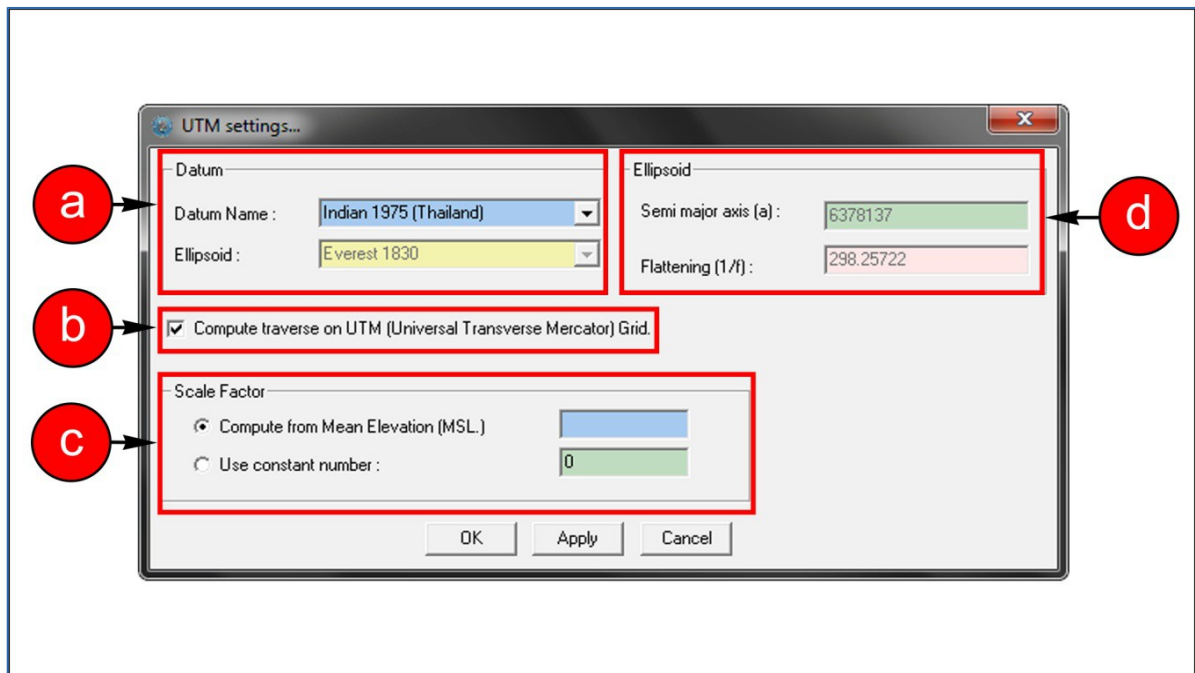 UTM settings...
a
Datum
Datum Name :
Indian 1975 (Thailand)
Ellipsoid :
Everest 1830
Ellipsoid
Semi major axis (a) :
6378137
Flattening (1/f) :
298.25722
d
b
Compute traverse on UTM (Universal Transverse Mercator) Grid.
c
Scale Factor
Compute from Mean Elevation (MSL.)
Use constant number :
0
OK
Apply
Cancel